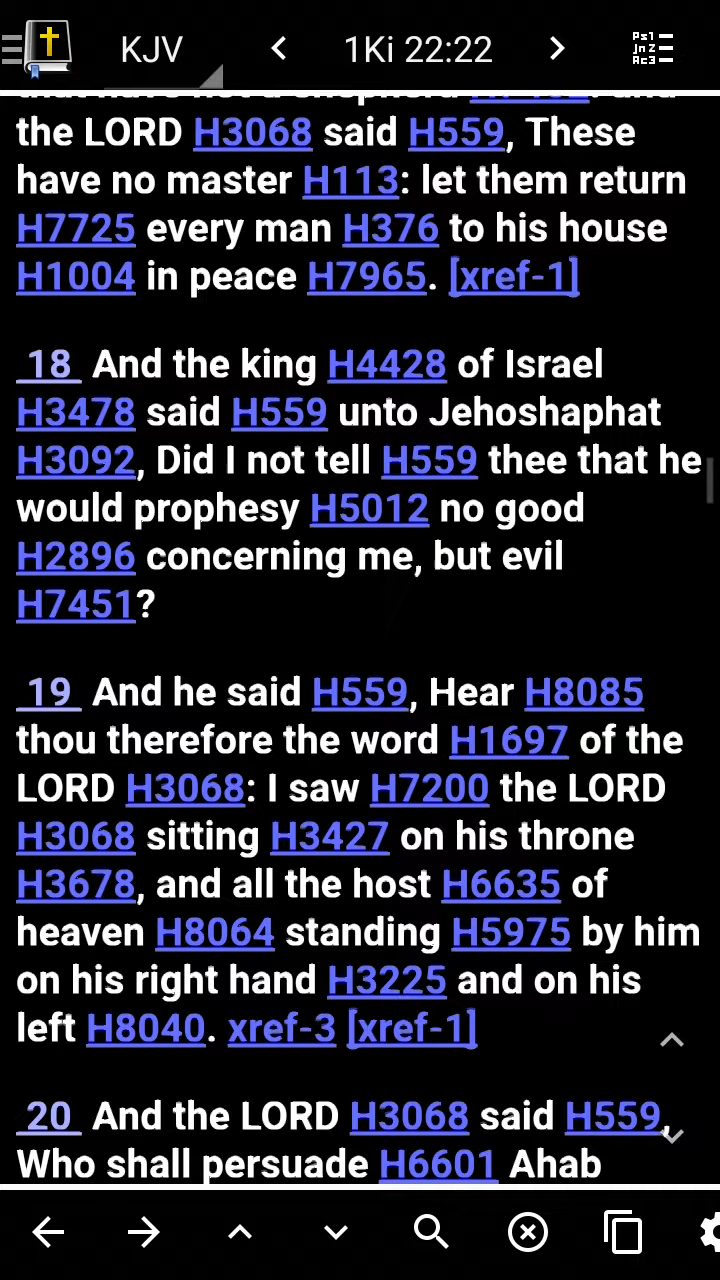 KJV
1Ki 22:22
Ps1
Jn2
Ac3
the LORD H3068 said H559, These
have no master H113: let them return
H7725 every man H376 to his house
H1004 in peace H7965. [xref-1]
18 And the king H4428 of Israel
H3478 said H559 unto Jehoshaphat
H3092, Did I not tell H559 thee that he
would prophesy H5012 no good
H2896 concerning me, but evil
H7451?
19 And he said H559, Hear H8085
thou therefore the word H1697 of the
LORD H3068: I saw H7200 the LORD
H3068 sitting H3427 on his throne
H3678, and all the host H6635 of
heaven H8064 standing H5975 by him
on his right hand H3225 and on his
left H8040. xref-3 [xref-1]
20 And the LORD H3068 said H559,
Who shall persuade H6601 Ahab